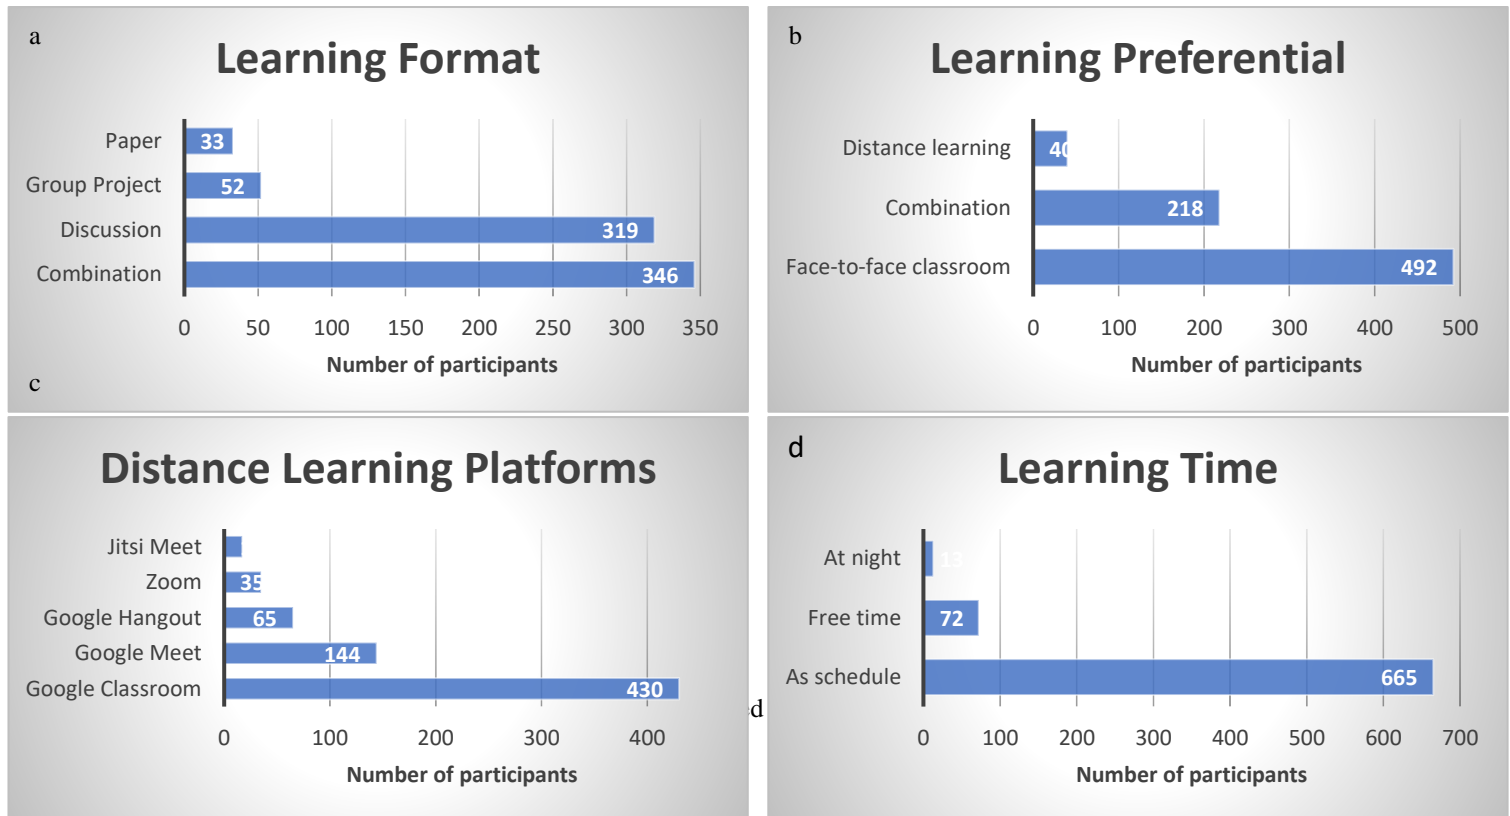 a
Learning Format
Paper 33
Group Project 52
Discussion 319
Combination 346
0 50 100 150 200 250 300 350
Number of participants
c
b
Learning Preferential
Distance learning 40
Combination 218
Face-to-face classroom 492
0 100 200 300 400 500
Number of participants
Distance Learning Platforms
Jitsi Meet
Zoom 35
Google Hangout 65
Google Meet 144
Google Classroom 430
0 100 200 300 400
Number of participants
ed
d
Learning Time
At night 13
Free time 72
As schedule 665
0 100 200 300 400 500 600 700
Number of participants